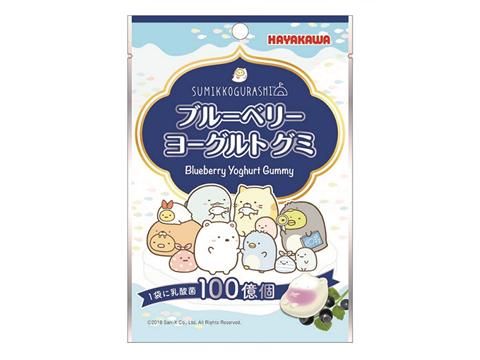 HAYAKAWA
SUMIKKOGURASHI
ブルーベリー
ヨーグルトグミ
Blueberry Yoghurt Gummy
1袋に乳酸菌 100億個
©2018 San-X Co., Ltd. All Rights Reserved.